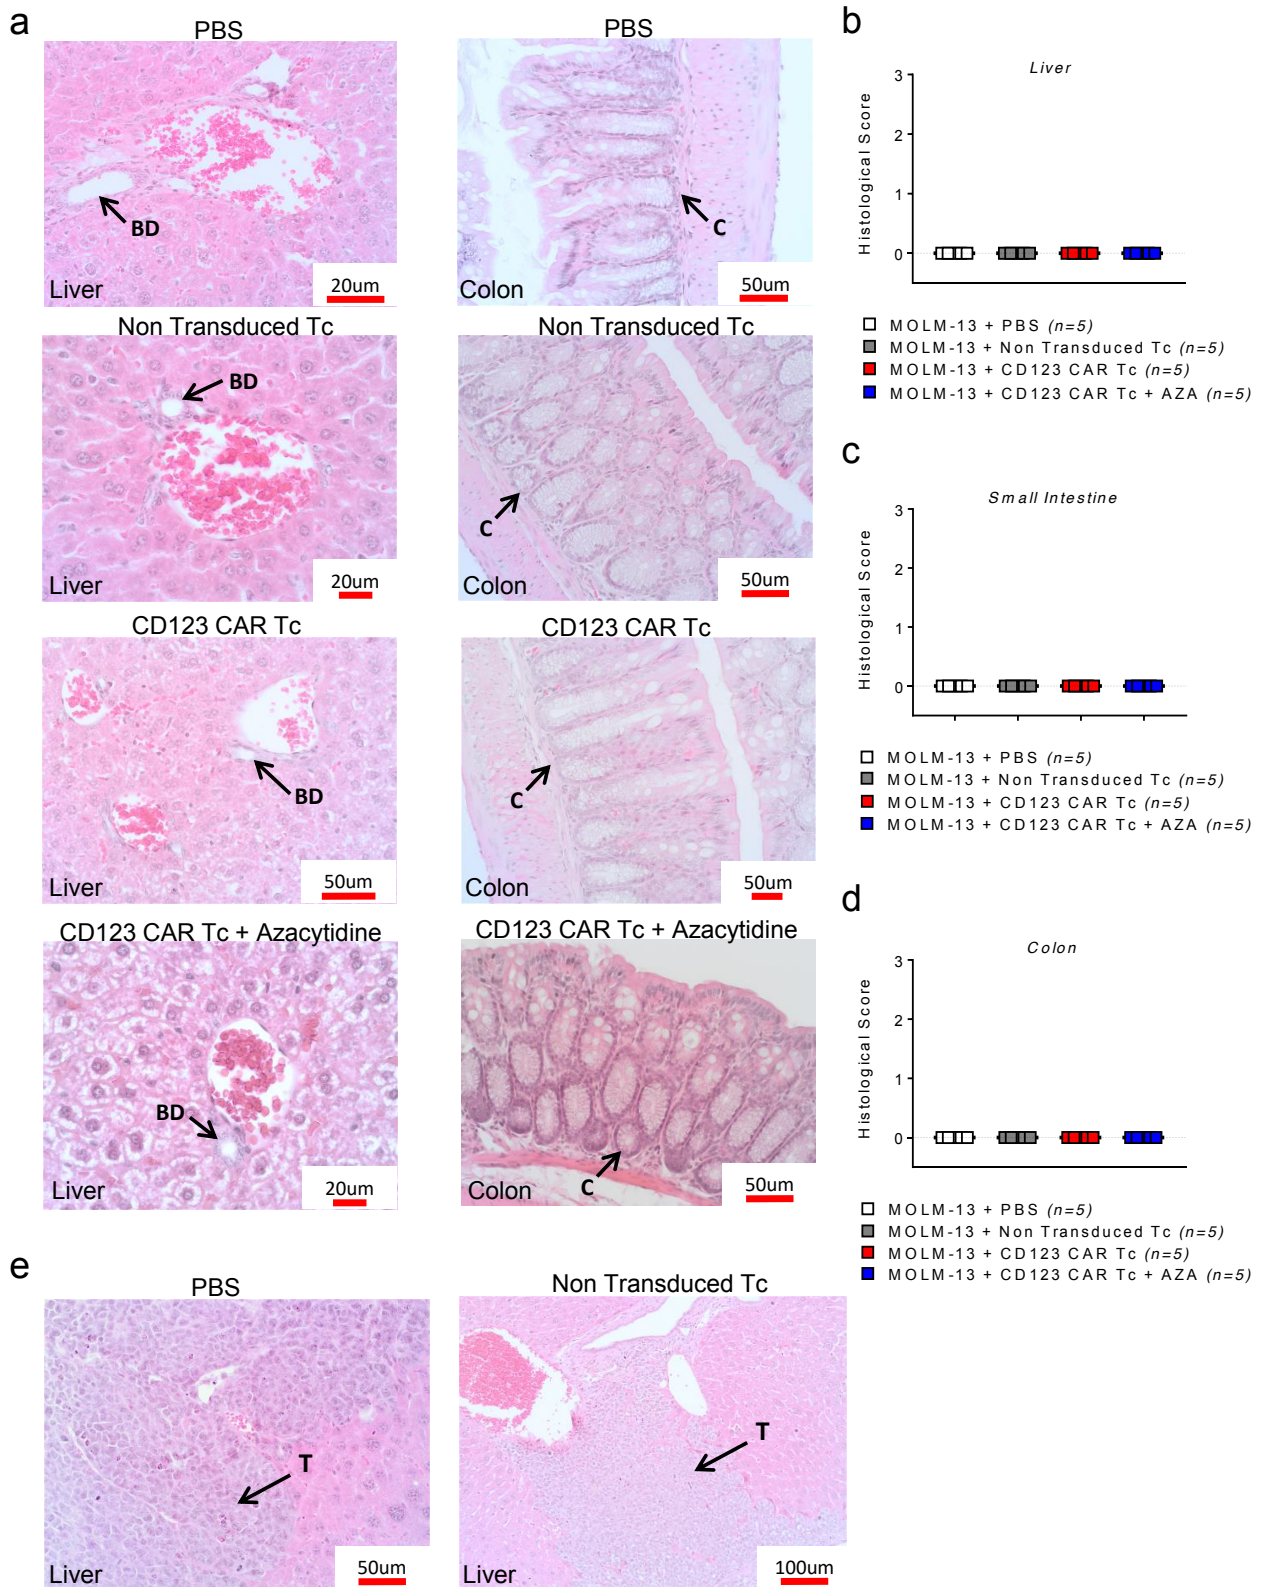 a
PBS
BD
Liver
20um
PBS
C
Colon
50um
Non Transduced Tc
BD
Liver
20um
Non Transduced Tc
C
Colon
50um
CD123 CAR Tc
BD
Liver
50um
CD123 CAR Tc
C
Colon
50um
CD123 CAR Tc + Azacytidine
BD
Liver
20um
CD123 CAR Tc + Azacytidine
C
Colon
50um
b
Liver
Histological Score
3
2
1
0
MOLM-13 + PBS (n=5)
MOLM-13 + Non Transduced Tc (n=5)
MOLM-13 + CD123 CAR Tc (n=5)
MOLM-13 + CD123 CAR Tc + AZA (n=5)
c
Small Intestine
Histological Score
3
2
1
0
MOLM-13 + PBS (n=5)
MOLM-13 + Non Transduced Tc (n=5)
MOLM-13 + CD123 CAR Tc (n=5)
MOLM-13 + CD123 CAR Tc + AZA (n=5)
d
Colon
Histological Score
3
2
1
0
MOLM-13 + PBS (n=5)
MOLM-13 + Non Transduced Tc (n=5)
MOLM-13 + CD123 CAR Tc (n=5)
MOLM-13 + CD123 CAR Tc + AZA (n=5)
e
PBS
T
Liver
50um
Non Transduced Tc
T
Liver
100um